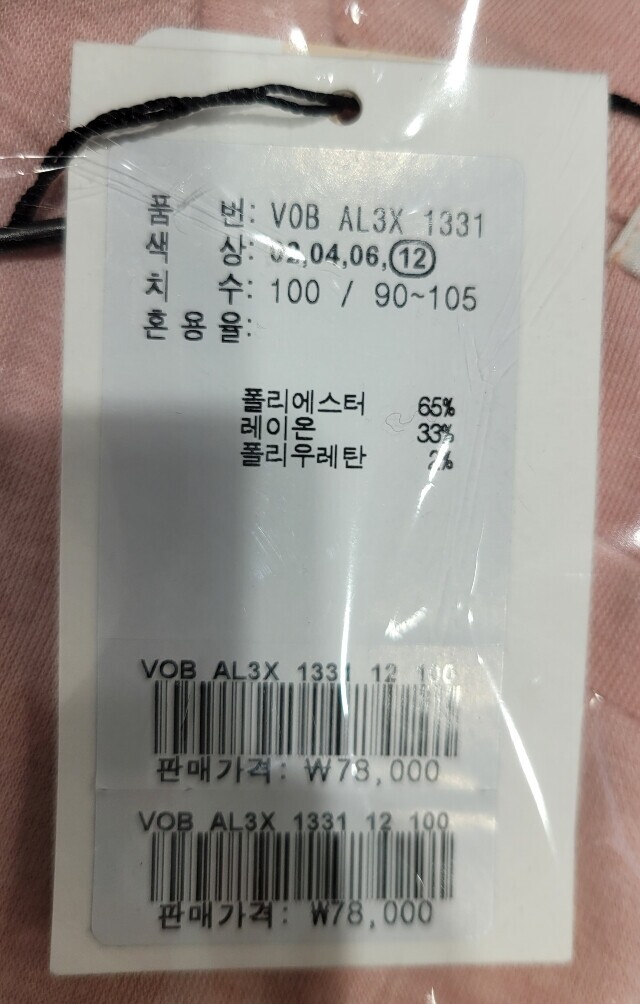 품 번: VOB AL3X 1331
색 상: 02,04,06,12
치 수: 100 / 90~105
혼 용 율:
폴리에스터 65%
레이온 33%
폴리우레탄 2%
VOB AL3X 1331 12 100
판매가격: ₩78,000
VOB AL3X 1331 12 100
판매가격: ₩78,000